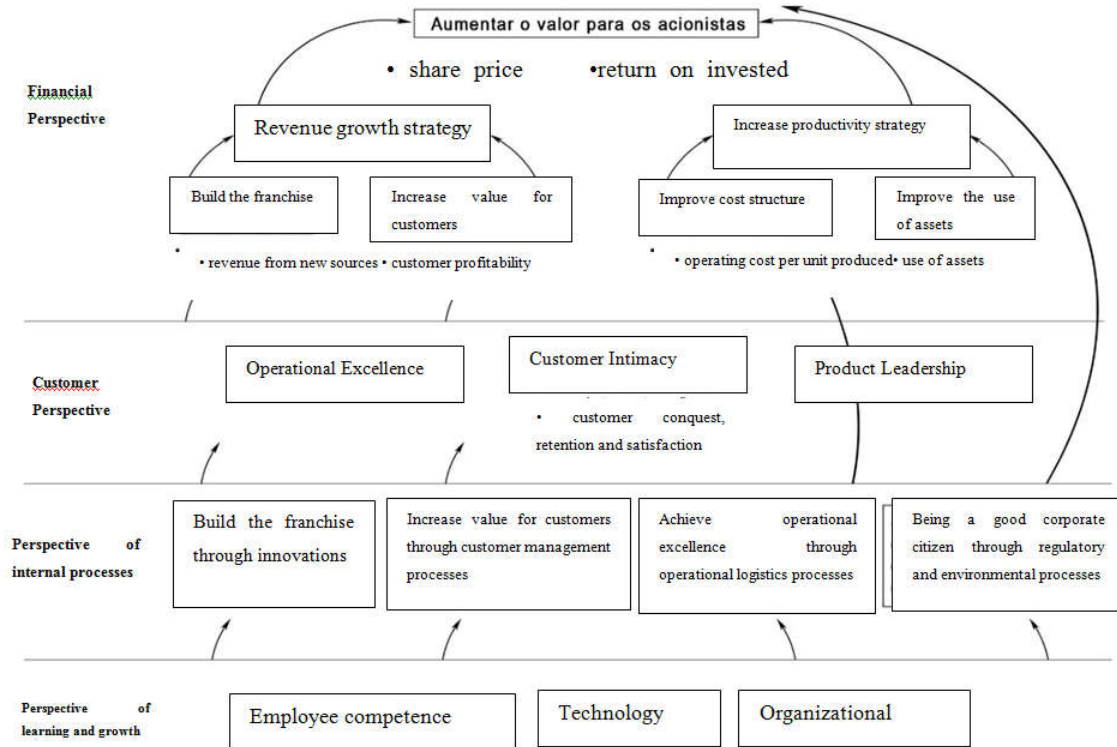 Aumentar o valor para os acionistas
• share price •return on invested
Financial
Perspective
Revenue growth strategy
Increase productivity strategy
Build the franchise
Increase value for
customers
Improve cost structure
Improve the use
of assets
• revenue from new sources • customer profitability
• operating cost per unit produced• use of assets
Customer
Perspective
Operational Excellence
Customer Intimacy
Product Leadership
• customer conquest,
retention and satisfaction
Perspective of
internal processes
Build the franchise
through innovations
Increase value for customers
through customer management
processes
Achieve operational
excellence through
operational logistics processes
Being a good corporate
citizen through regulatory
and environmental processes
Perspective of
learning and growth
Employee competence
Technology
Organizational